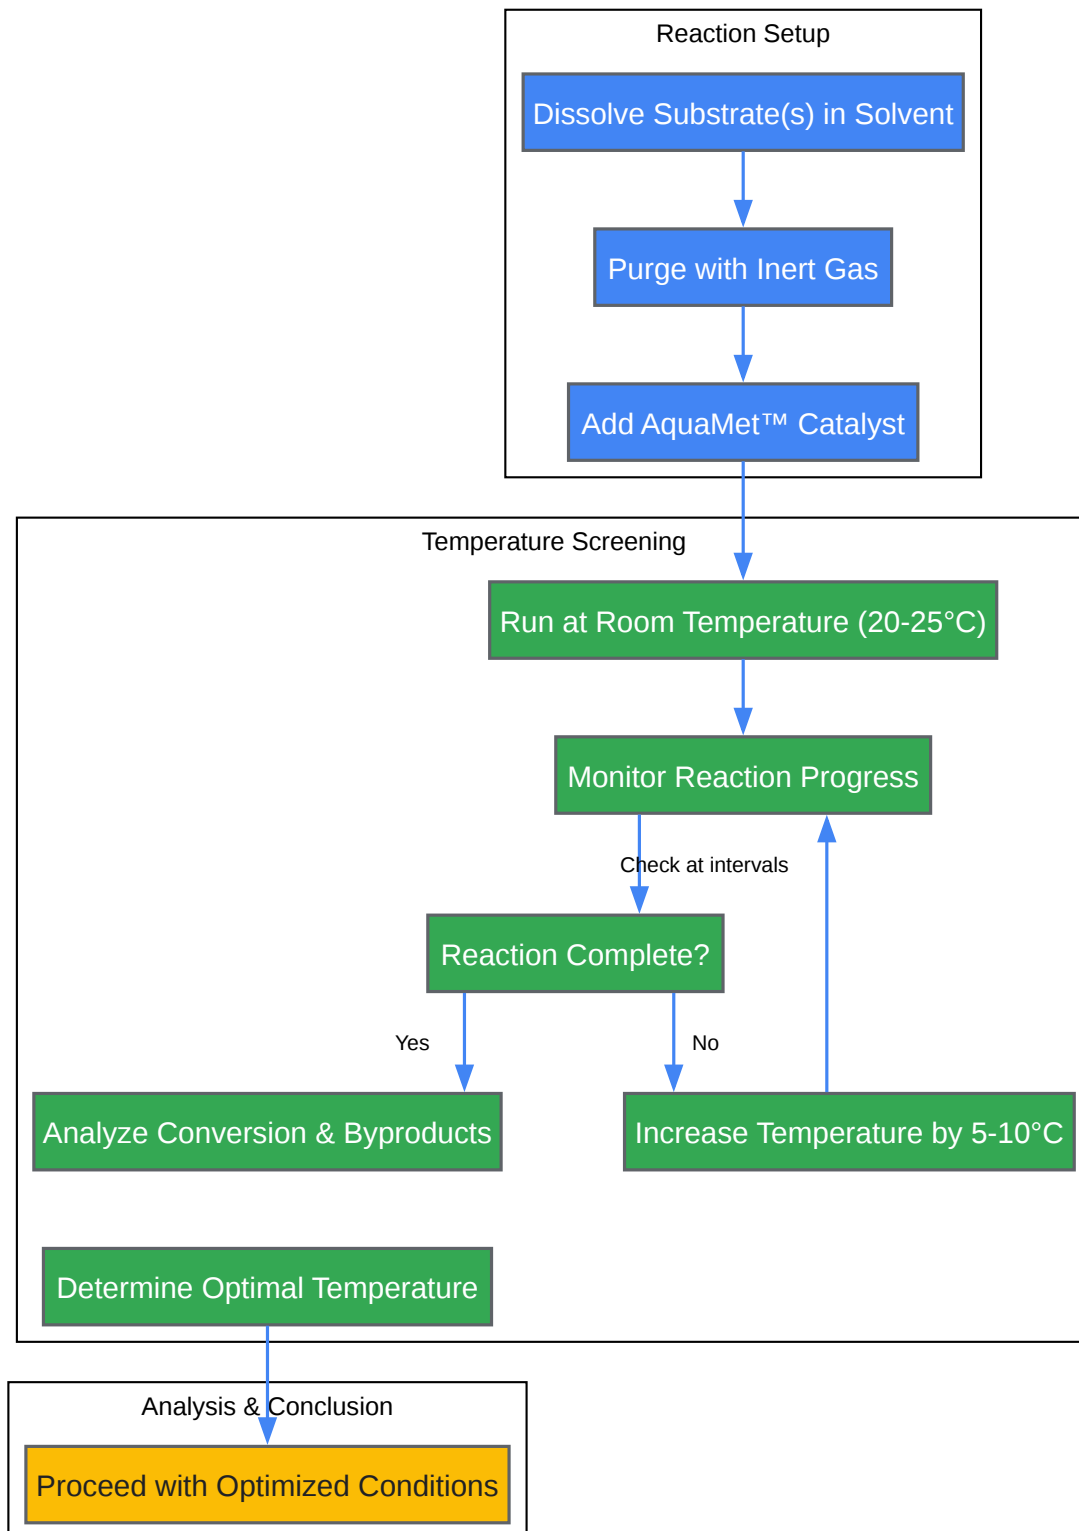 Reaction Setup
Dissolve Substrate(s) in Solvent
Purge with Inert Gas
Add AquaMet™ Catalyst
Temperature Screening
Run at Room Temperature (20-25°C)
Monitor Reaction Progress
Check at intervals
Reaction Complete?
Yes
No
Analyze Conversion & Byproducts
Increase Temperature by 5-10°C
Determine Optimal Temperature
Analysis & Conclusion
Proceed with Optimized Conditions